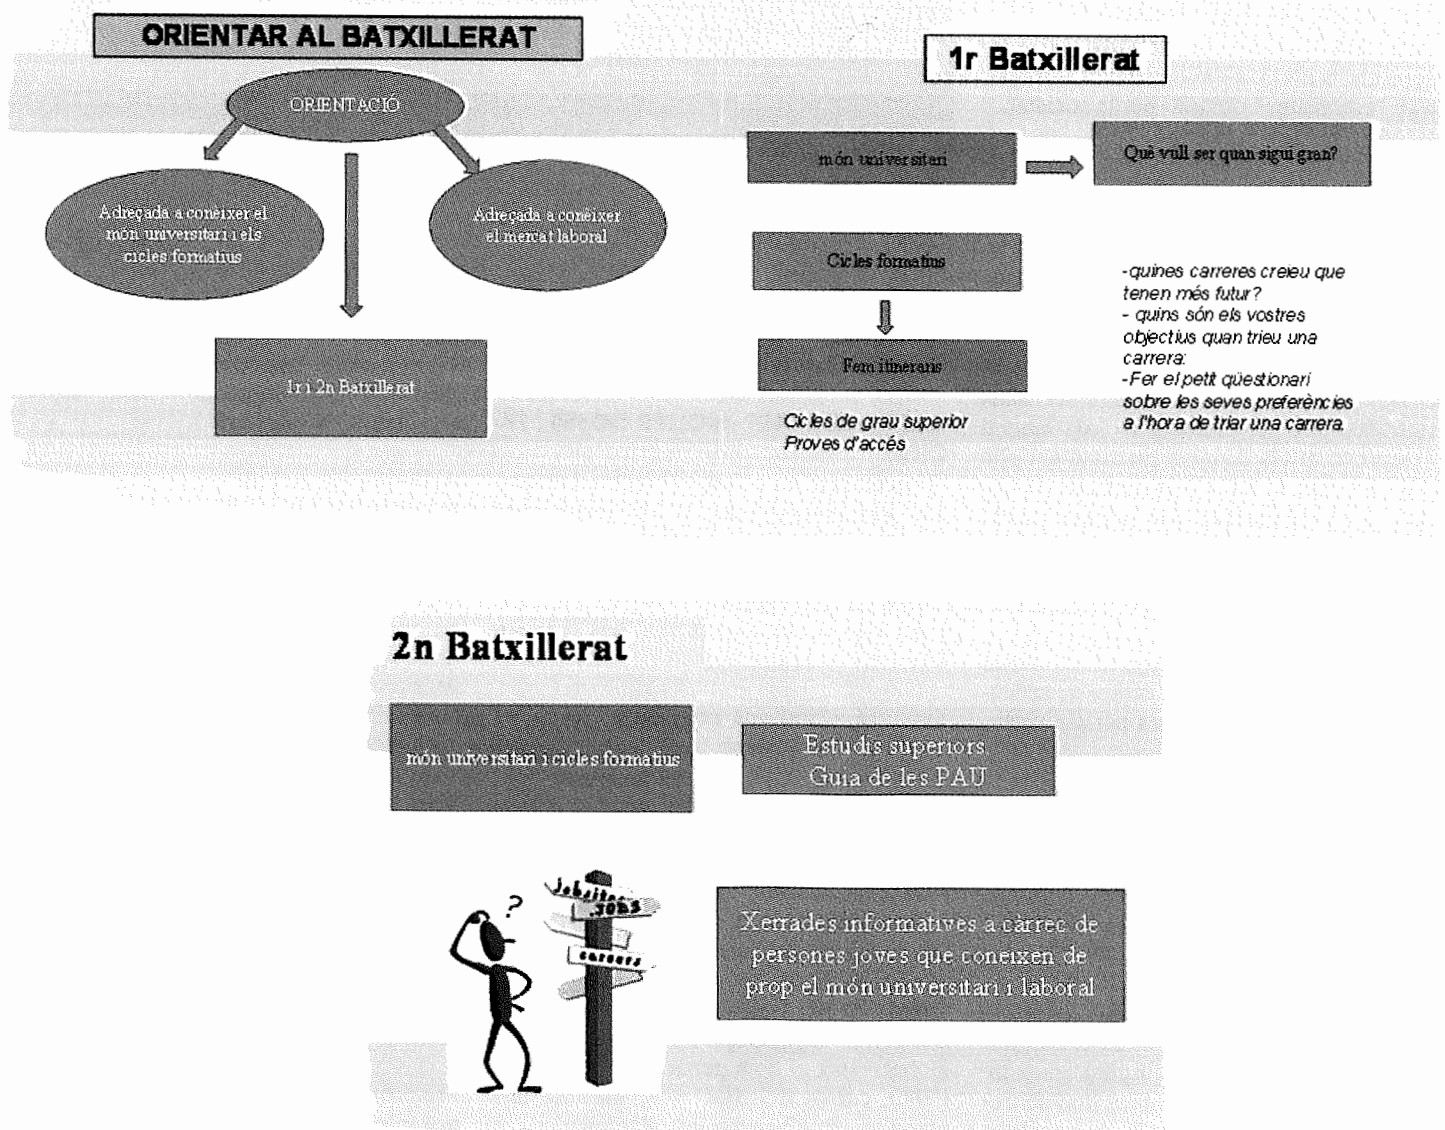 ORIENTAR AL BATXILLERAT
ORIENTACIÓ
Adreçada a conèixer el
món universitari i els
cicles formatius
Adreçada a conèixer
el mercat laboral
1r i 2n Batxillerat
1r Batxillerat
món universitari
Què vull ser quan sigui gran?
Cicles formatius
Fem itineraris
Cicles de grau superior
Proves d'accés
-quines carreres creieu que
tenen més futur?
- quins són els vostres
objectius quan trieu una
carrera:
-Fer el petit qüestionari
sobre les seves preferències
a l'hora de triar una carrera.
2n Batxillerat
món universitari i cicles formatius
Estudis superiors
Guia de les PAU
?
jobsites
JOBS
careers
Xerrades informatives a càrrec de
persones joves que coneixen de
prop el món universitari i laboral